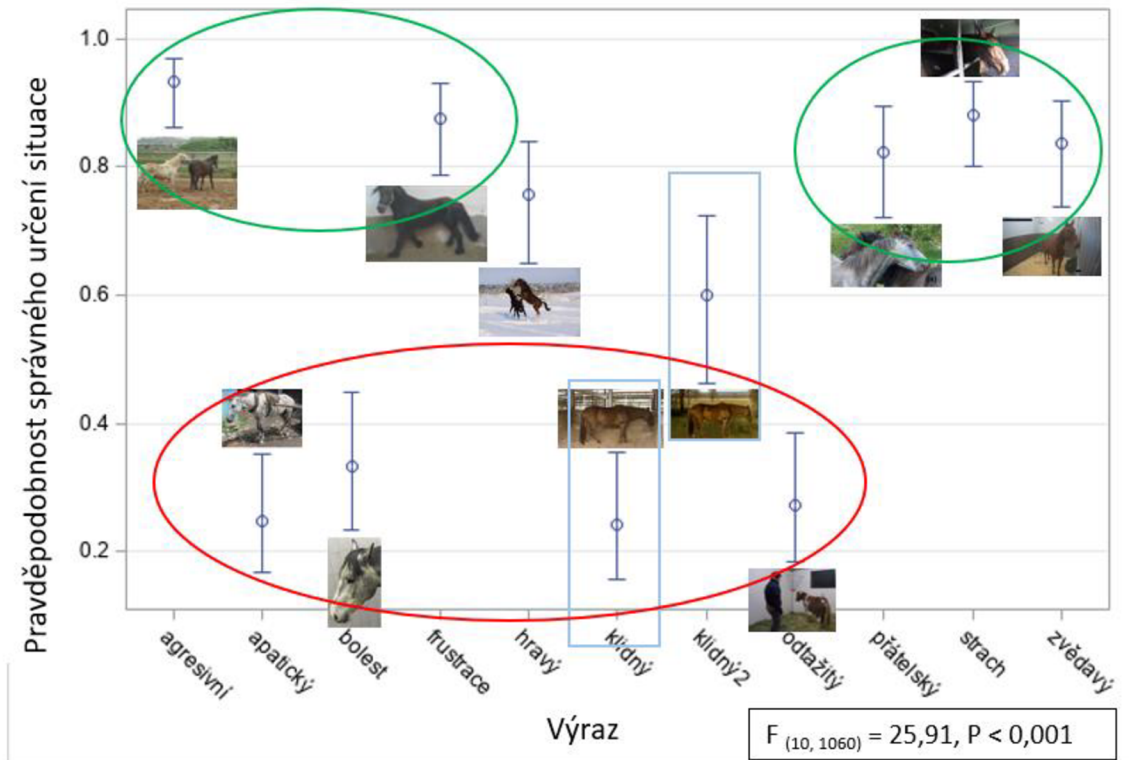 Pravděpodobnost správného určení situace
1.0
0.8
0.6
0.4
0.2
agresivní
apatický
bolest
frustrace
hravý
klidný
klidný2
odtažitý
přátelský
strach
zvědavý
Výraz
F (10, 1060) = 25,91, P < 0,001